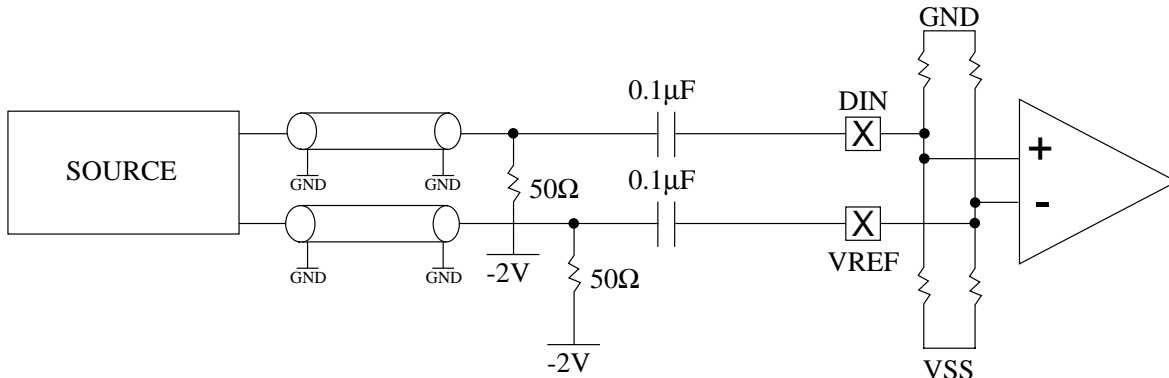 GND
0.1µF
DIN
X
+
SOURCE
GND
GND
50Ω
0.1µF
X
-
GND
GND
-2V
50Ω
VREF
-2V
VSS